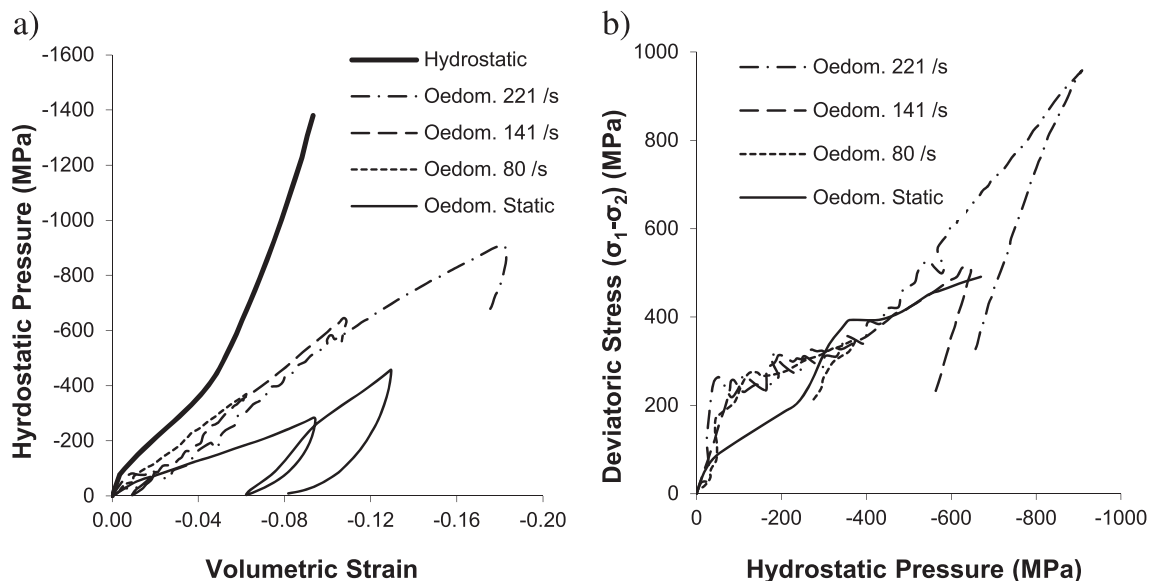 a)
-1600
-1400
-1200
-1000
-800
-600
-400
-200
0
Hyrdostatic Pressure (MPa)
Hydrostatic
Oedom. 221 /s
Oedom. 141 /s
Oedom. 80 /s
Oedom. Static
0.00 -0.04 -0.08 -0.12 -0.16 -0.20
Volumetric Strain
b)
1000
800
600
400
200
0
Deviatoric Stress (σ1-σ2) (MPa)
Oedom. 221 /s
Oedom. 141 /s
Oedom. 80 /s
Oedom. Static
0 -200 -400 -600 -800 -1000
Hydrostatic Pressure (MPa)